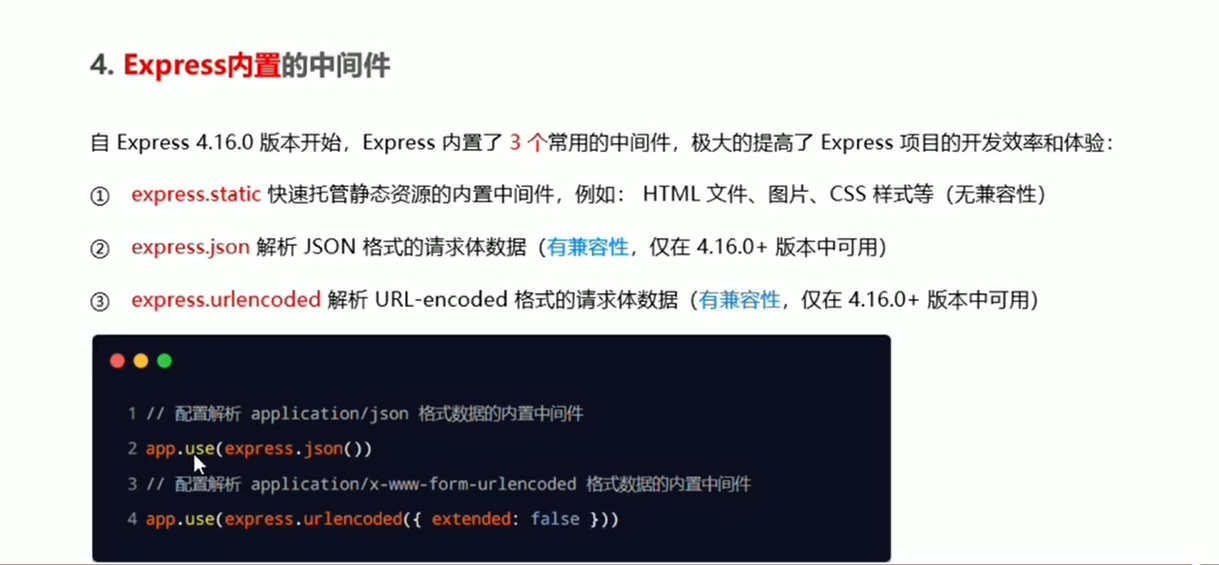 4. Express内置的中间件
自 Express 4.16.0 版本开始，Express 内置了 3 个常用的中间件，极大的提高了 Express 项目的开发效率和体验：
① express.static 快速托管静态资源的内置中间件，例如： HTML 文件、图片、CSS 样式等（无兼容性）
② express.json 解析 JSON 格式的请求体数据（有兼容性，仅在 4.16.0+ 版本中可用）
③ express.urlencoded 解析 URL-encoded 格式的请求体数据（有兼容性，仅在 4.16.0+ 版本中可用）
1 // 配置解析 application/json 格式数据的内置中间件
2 app.use(express.json())
3 // 配置解析 application/x-www-form-urlencoded 格式数据的内置中间件
4 app.use(express.urlencoded({ extended: false }))